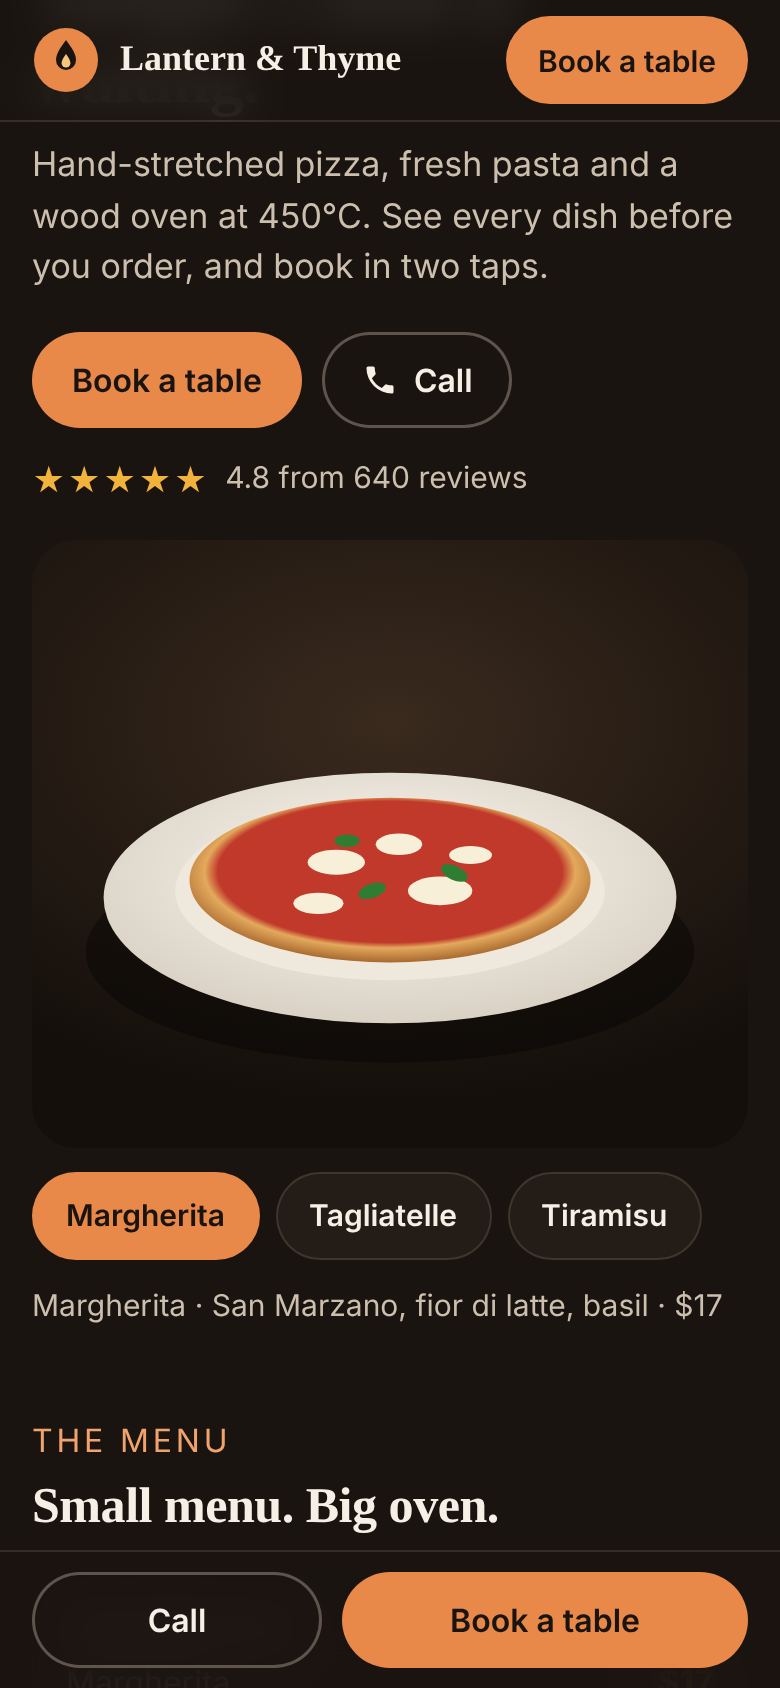 Lantern & Thyme
Book a table
Hand-stretched pizza, fresh pasta and a
wood oven at 450°C. See every dish before
you order, and book in two taps.
Book a table
Call
★★★★★ 4.8 from 640 reviews
Margherita
Tagliatelle
Tiramisu
Margherita · San Marzano, fior di latte, basil · $17
THE MENU
Small menu. Big oven.
Call
Book a table
Margherita
$17